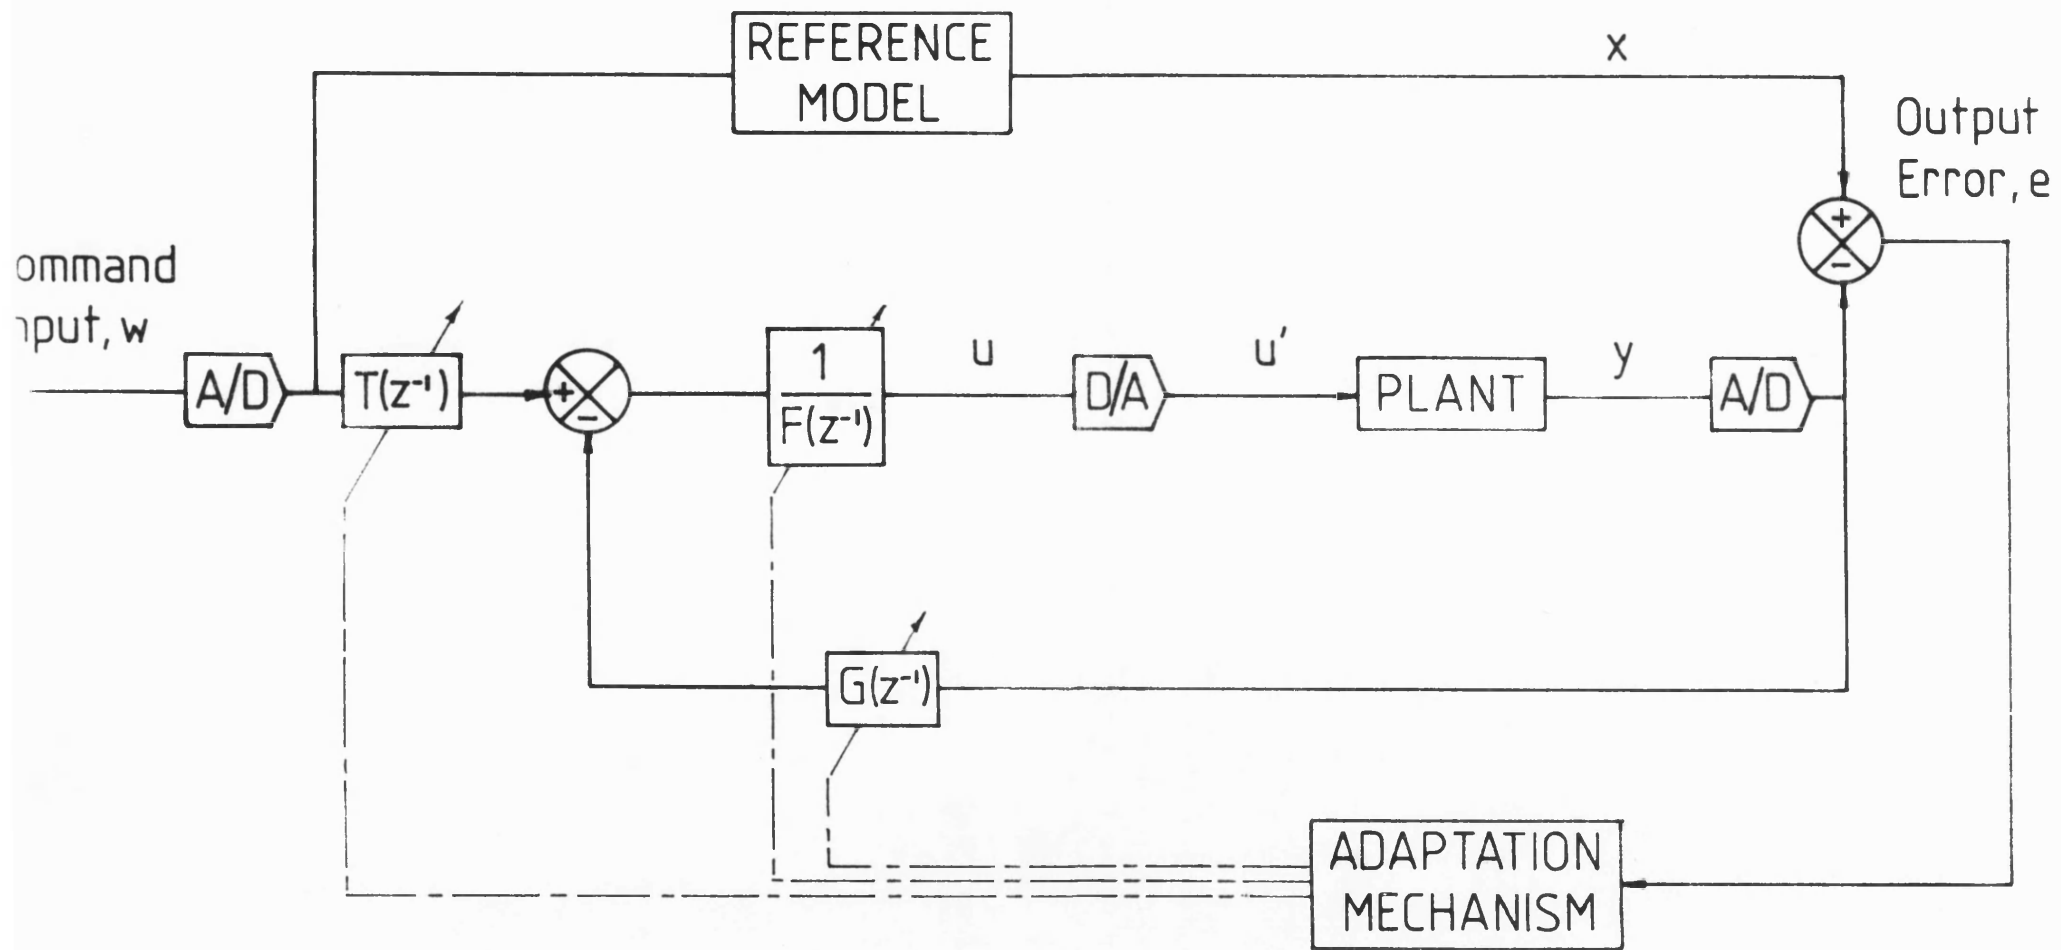 REFERENCE
MODEL
x
Output
Error, e
ommand
nput, w
A/D
T(z⁻¹)
+
-
1
F(z⁻¹)
u
D/A
u'
PLANT
y
A/D
+
-
G(z⁻¹)
ADAPTATION
MECHANISM